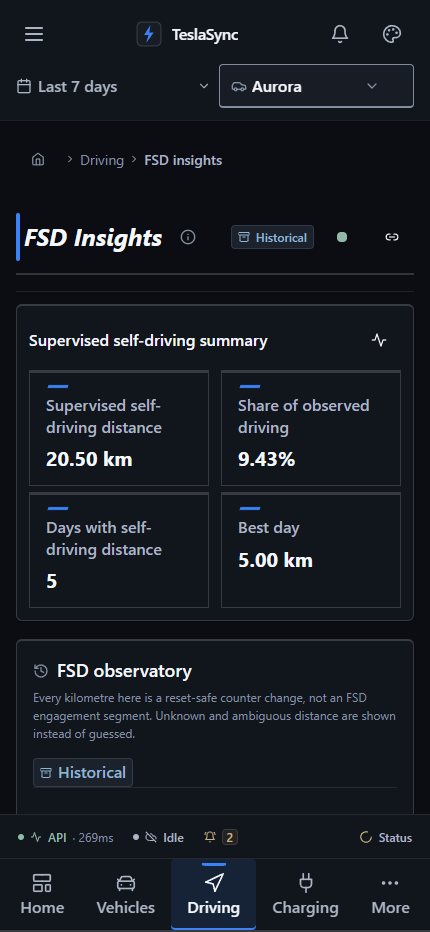 TeslaSync
Last 7 days
Aurora
Driving
FSD insights
FSD Insights
Historical
Supervised self-driving summary
Supervised self-
driving distance
20.50 km
Share of observed
driving
9.43%
Days with self-
driving distance
5
Best day
5.00 km
FSD observatory
Every kilometre here is a reset-safe counter change, not an FSD
engagement segment. Unknown and ambiguous distance are shown
instead of guessed.
Historical
API · 269ms
Idle
2
Status
Home
Vehicles
Driving
Charging
More